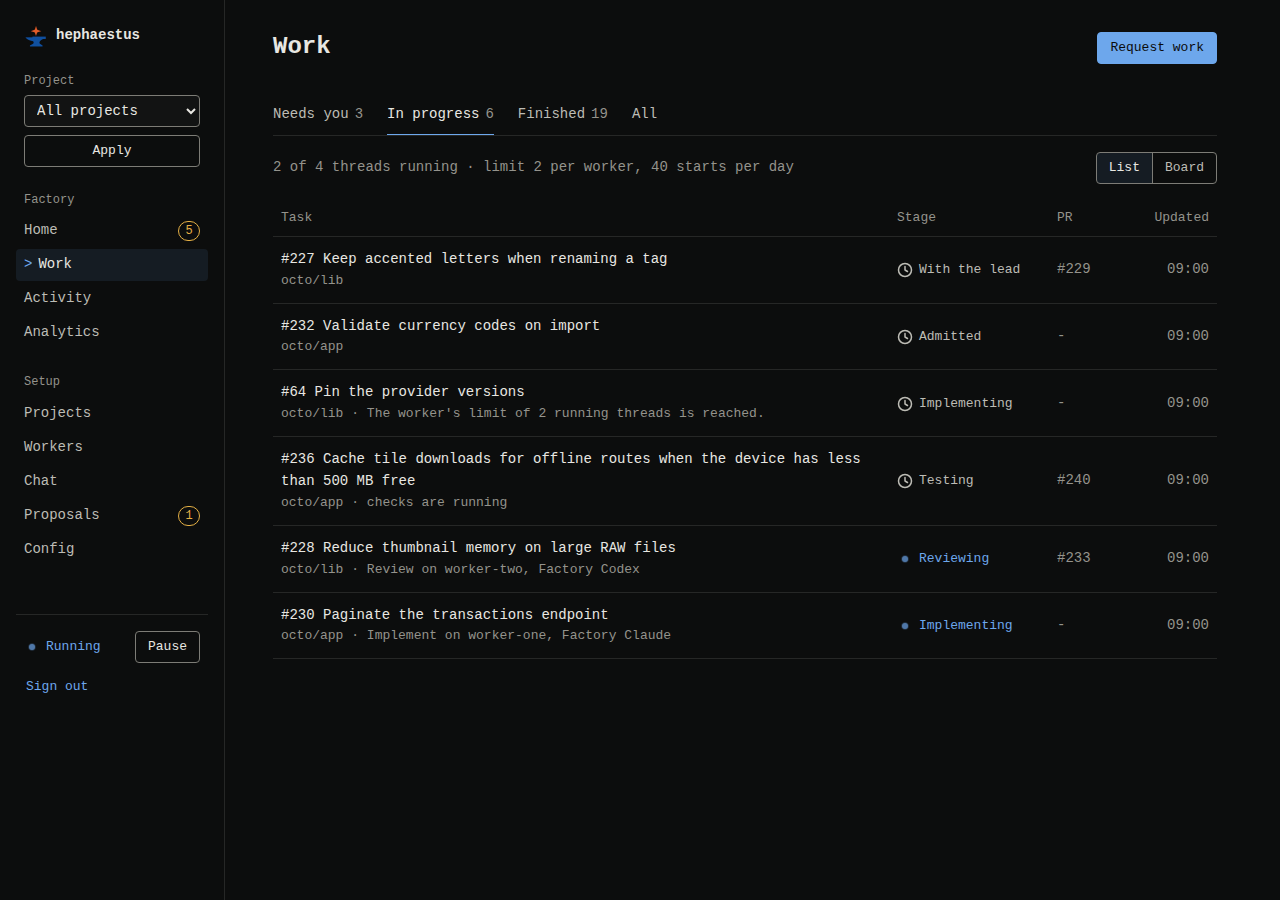 hephaestus
Project
All projects
Apply
Factory
Home 5
> Work
Activity
Analytics
Setup
Projects
Workers
Chat
Proposals 1
Config
Running Pause
Sign out
Work
Request work
Needs you 3 In progress 6 Finished 19 All
2 of 4 threads running · limit 2 per worker, 40 starts per day
List Board
Task Stage PR Updated
#227 Keep accented letters when renaming a tag
octo/lib
With the lead #229 09:00
#232 Validate currency codes on import
octo/app
Admitted - 09:00
#64 Pin the provider versions
octo/lib · The worker's limit of 2 running threads is reached.
Implementing - 09:00
#236 Cache tile downloads for offline routes when the device has less
than 500 MB free
octo/app · checks are running
Testing #240 09:00
#228 Reduce thumbnail memory on large RAW files
octo/lib · Review on worker-two, Factory Codex
Reviewing #233 09:00
#230 Paginate the transactions endpoint
octo/app · Implement on worker-one, Factory Claude
Implementing - 09:00